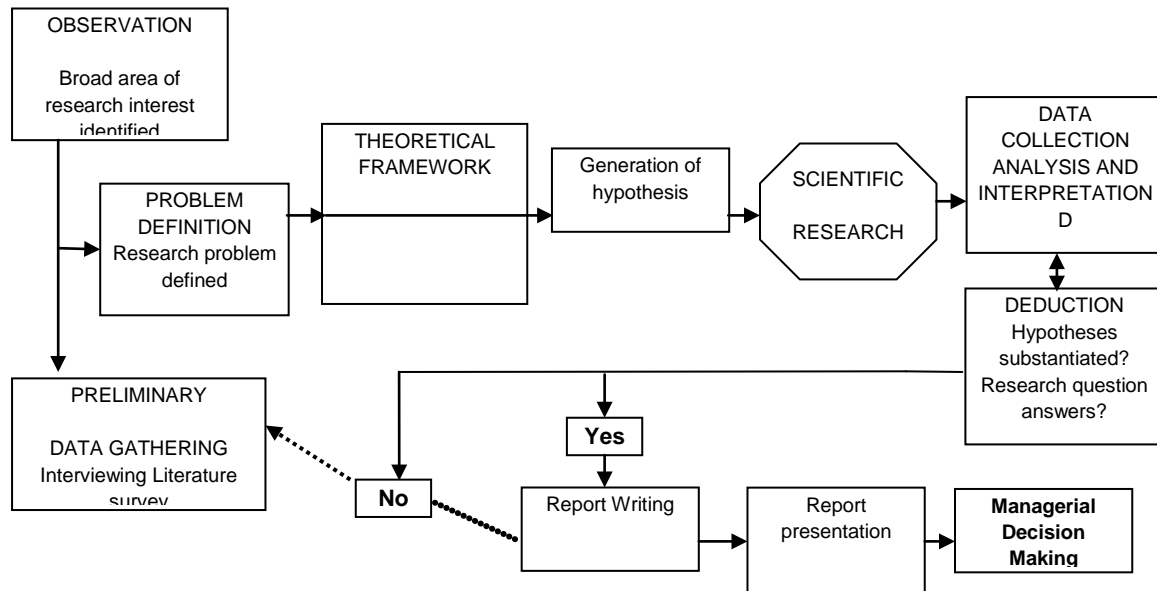 OBSERVATION
Broad area of
research interest
identified
PROBLEM
DEFINITION
Research problem
defined
PRELIMINARY
DATA GATHERING
Interviewing Literature
survey
THEORETICAL
FRAMEWORK
Generation of
hypothesis
SCIENTIFIC
RESEARCH
DATA
COLLECTION
ANALYSIS AND
INTERPRETATION
D
DEDUCTION
Hypotheses
substantiated?
Research question
answers?
Yes
No
Report Writing
Report
presentation
Managerial
Decision
Making